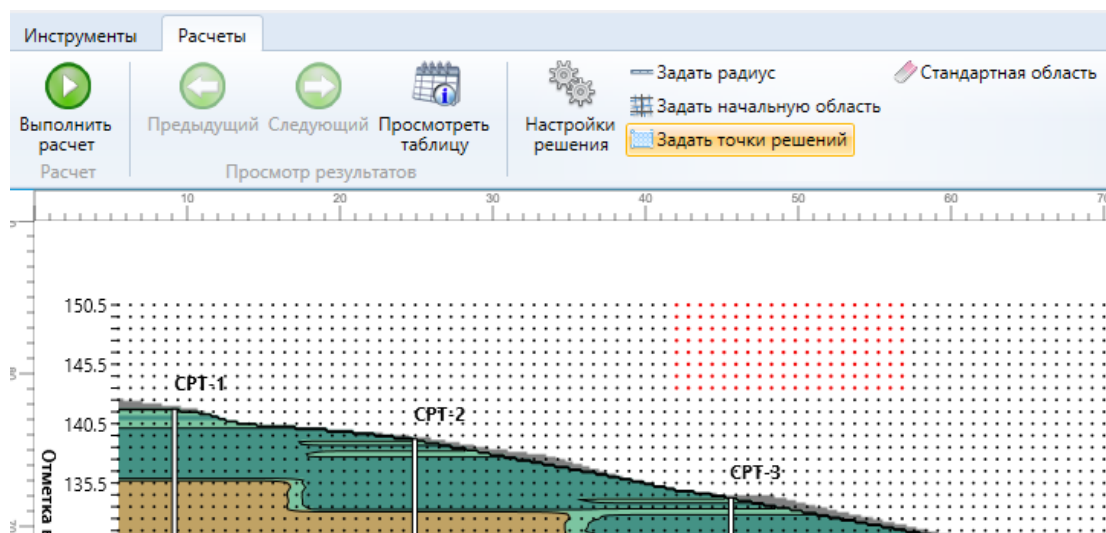 Инструменты Расчеты
Выполнить расчет
Расчет
Предыдущий Следующий Просмотреть таблицу
Просмотр результатов
Настройки решения
Задать радиус
Задать начальную область
Задать точки решений
Стандартная область
10 20 30 40 50 60
150.5
145.5
CPT-1
140.5
CPT-2
135.5
CPT-3
Отметка